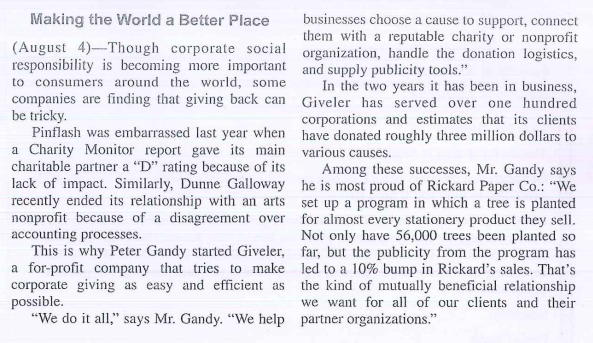 Making the World a Better Place
(August 4)—Though corporate social
responsibility is becoming more important
to consumers around the world, some
companies are finding that giving back can
be tricky.
Pinflash was embarrassed last year when
a Charity Monitor report gave its main
charitable partner a “D” rating because of its
lack of impact. Similarly, Dunne Galloway
recently ended its relationship with an arts
nonprofit because of a disagreement over
accounting processes.
This is why Peter Gandy started Giveler,
a for-profit company that tries to make
corporate giving as easy and efficient as
possible.
“We do it all,” says Mr. Gandy. “We help
businesses choose a cause to support, connect
them with a reputable charity or nonprofit
organization, handle the donation logistics,
and supply publicity tools.”
In the two years it has been in business,
Giveler has served over one hundred
corporations and estimates that its clients
have donated roughly three million dollars to
various causes.
Among these successes, Mr. Gandy says
he is most proud of Rickard Paper Co.: “We
set up a program in which a tree is planted
for almost every stationery product they sell.
Not only have 56,000 trees been planted so
far, but the publicity from the program has
led to a 10% bump in Rickard’s sales. That’s
the kind of mutually beneficial relationship
we want for all of our clients and their
partner organizations.”